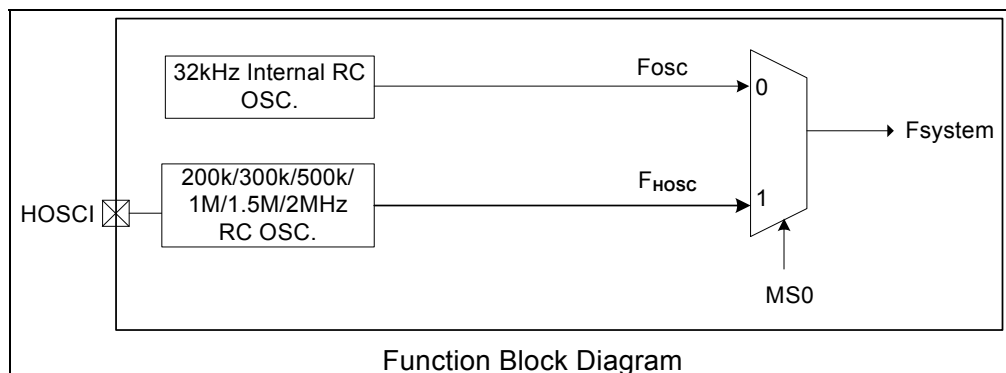 32kHz Internal RC
OSC.
Fosc
0
Fsystem
200k/300k/500k/
1M/1.5M/2MHz
RC OSC.
HOSCI
FHOSC
1
MS0
Function Block Diagram